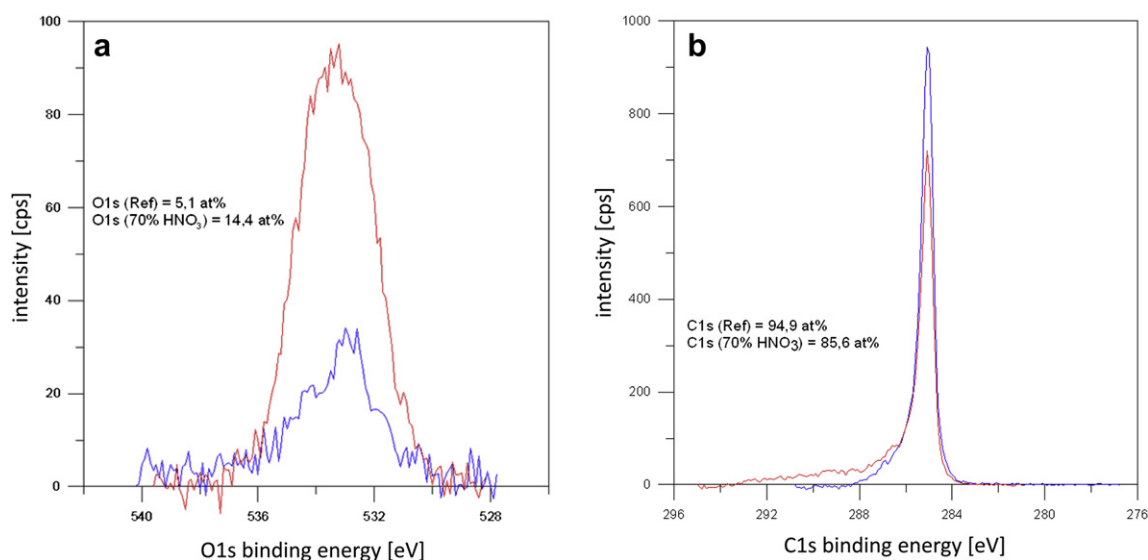 a
100
80
60
40
20
0
intensity [cps]
O1s (Ref) = 5,1 at%
O1s (70% HNO₃) = 14,4 at%
540
536
532
528
O1s binding energy [eV]
b
1000
800
600
400
200
0
intensity [cps]
C1s (Ref) = 94,9 at%
C1s (70% HNO3) = 85,6 at%
296
292
288
284
280
276
C1s binding energy [eV]